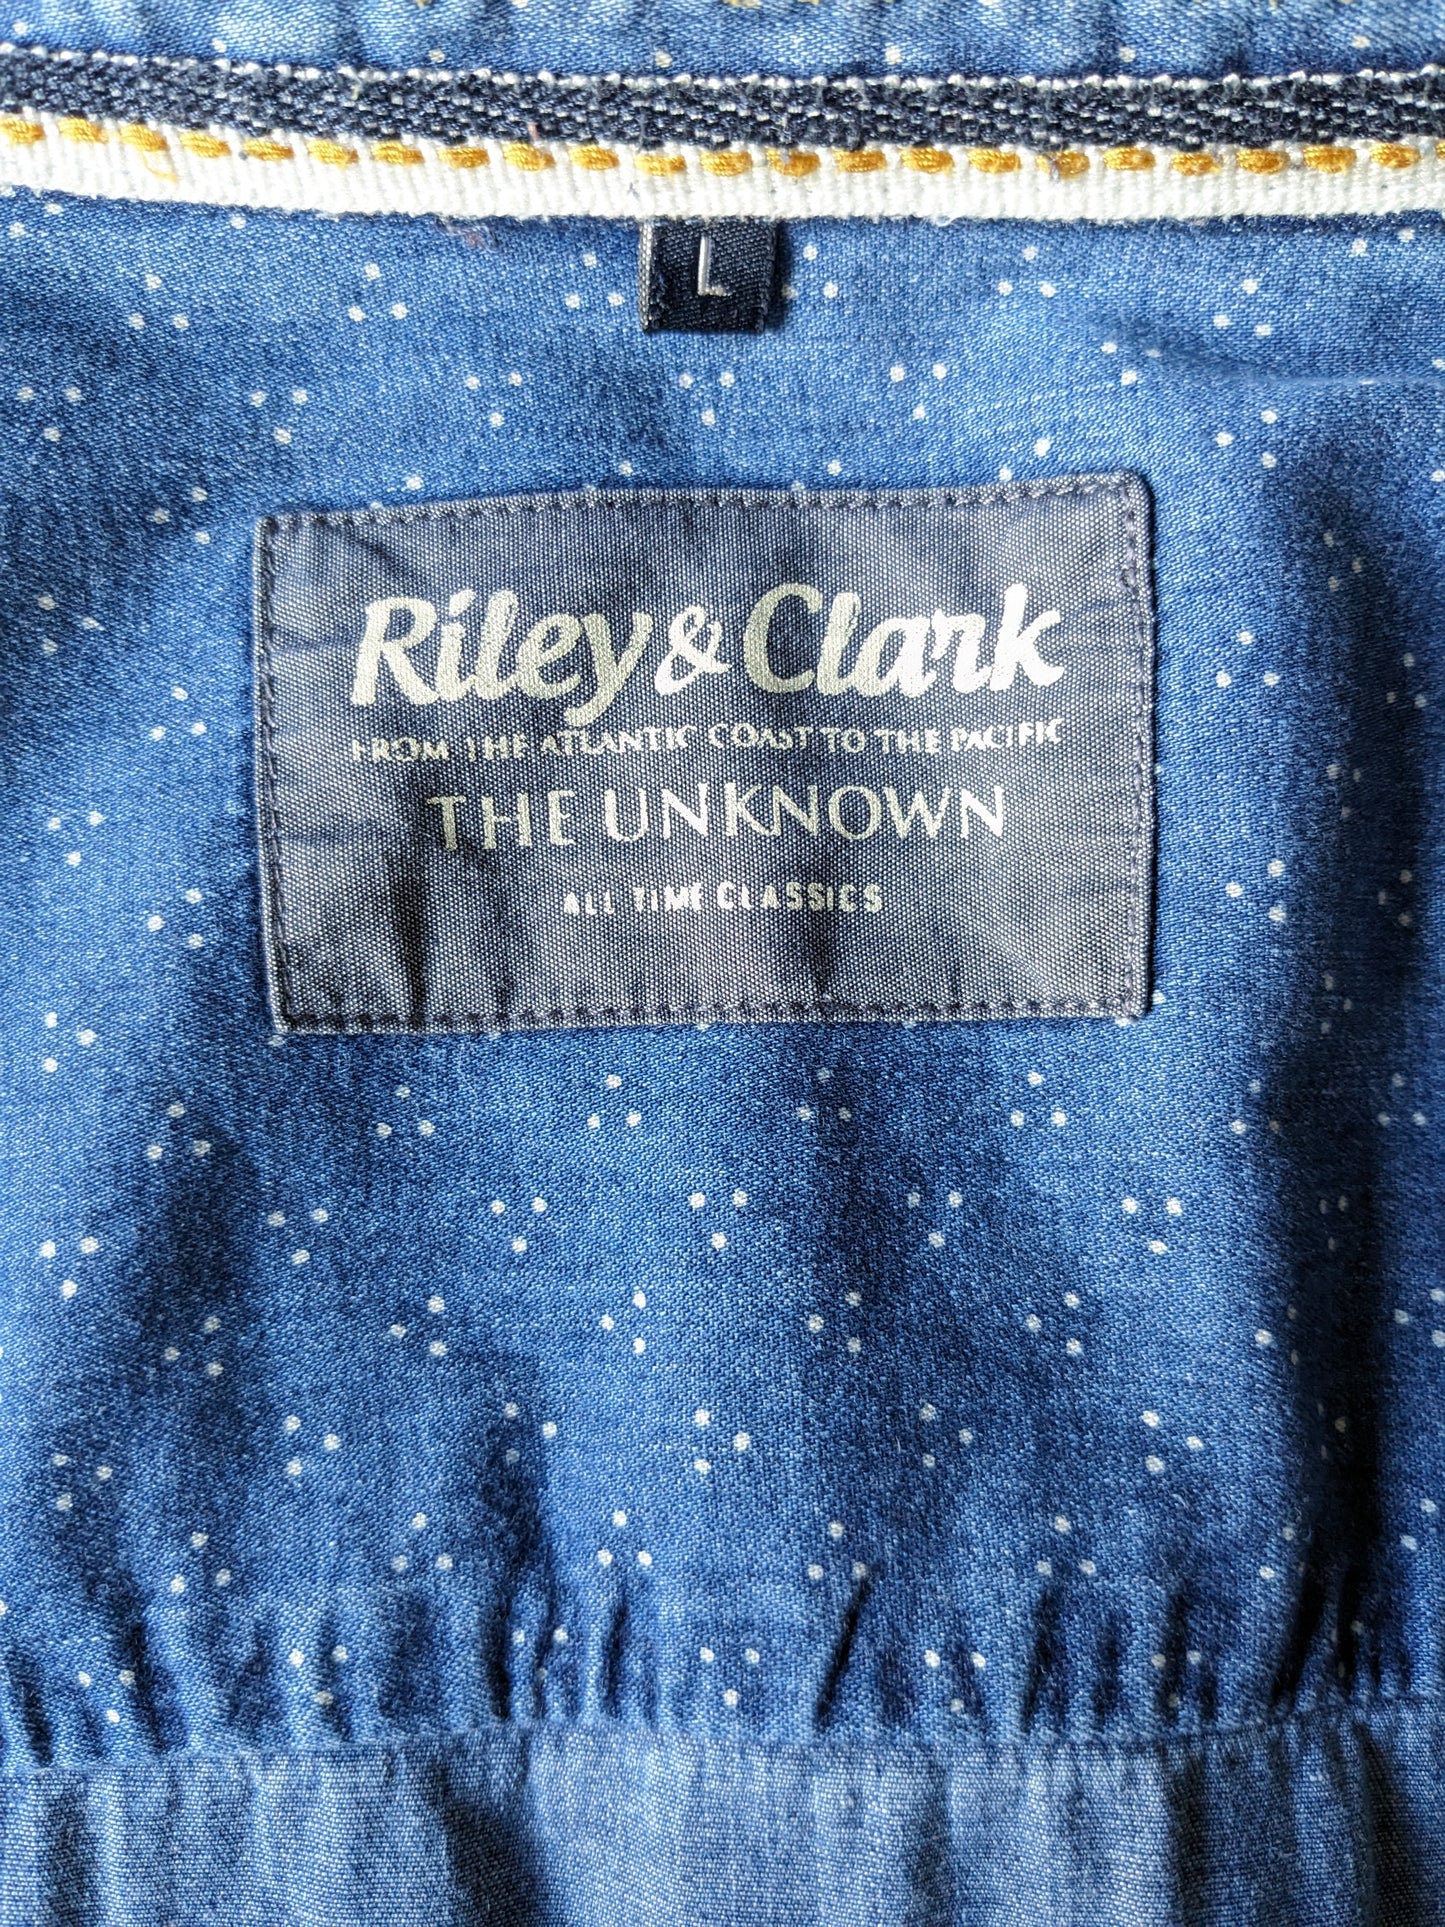 L
Riley & Clark
FROM THE ATLANTIC COAST TO THE PACIFIC
THE UNKNOWN
ALL TIME CLASSICS